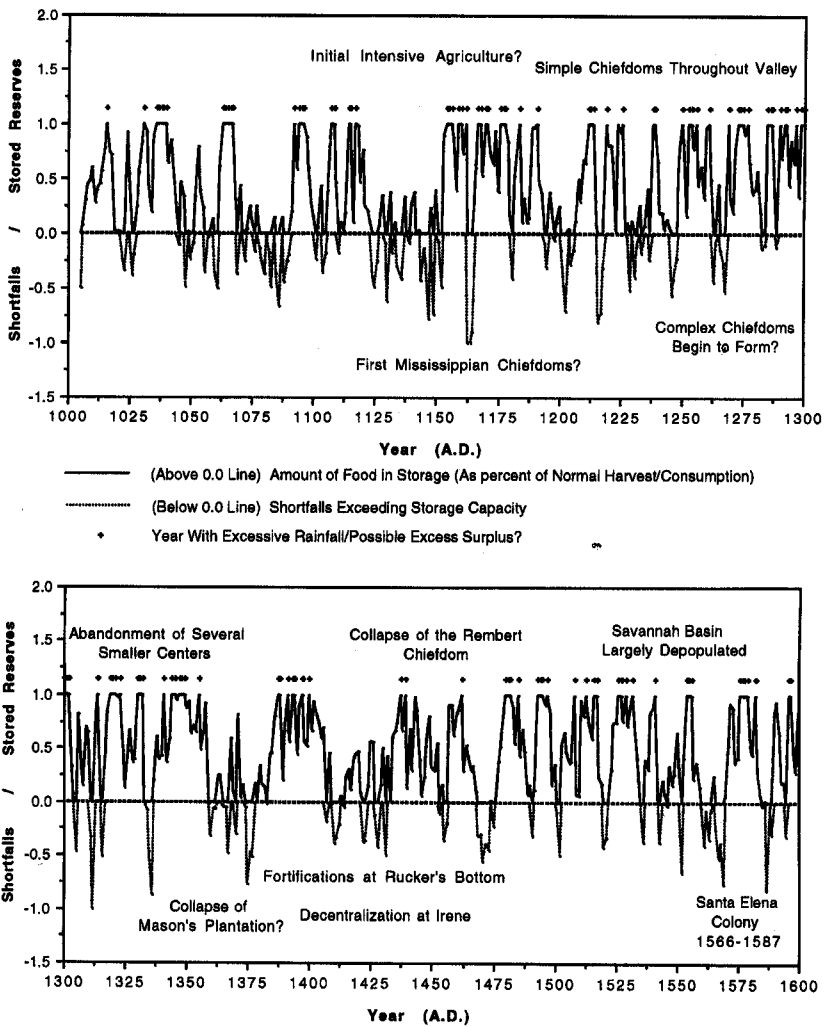 2.0
1.5
1.0
0.5
0.0
-0.5
-1.0
-1.5
Shortfalls / Stored Reserves
Initial Intensive Agriculture?
Simple Chiefdoms Throughout Valley
Complex Chiefdoms
Begin to Form?
First Mississippian Chiefdoms?
1000 1025 1050 1075 1100 1125 1150 1175 1200 1225 1250 1275 1300
Year (A.D.)
(Above 0.0 Line) Amount of Food in Storage (As percent of Normal Harvest/Consumption)
(Below 0.0 Line) Shortfalls Exceeding Storage Capacity
+ Year With Excessive Rainfall/Possible Excess Surplus?
2.0
1.5
1.0
0.5
0.0
-0.5
-1.0
-1.5
Shortfalls / Stored Reserves
Abandonment of Several
Smaller Centers
Collapse of the Rembert
Chiefdom
Savannah Basin
Largely Depopulated
Fortifications at Rucker's Bottom
Collapse of
Mason's Plantation?
Decentralization at Irene
Santa Elena
Colony
1566-1587
1300 1325 1350 1375 1400 1425 1450 1475 1500 1525 1550 1575 1600
Year (A.D.)